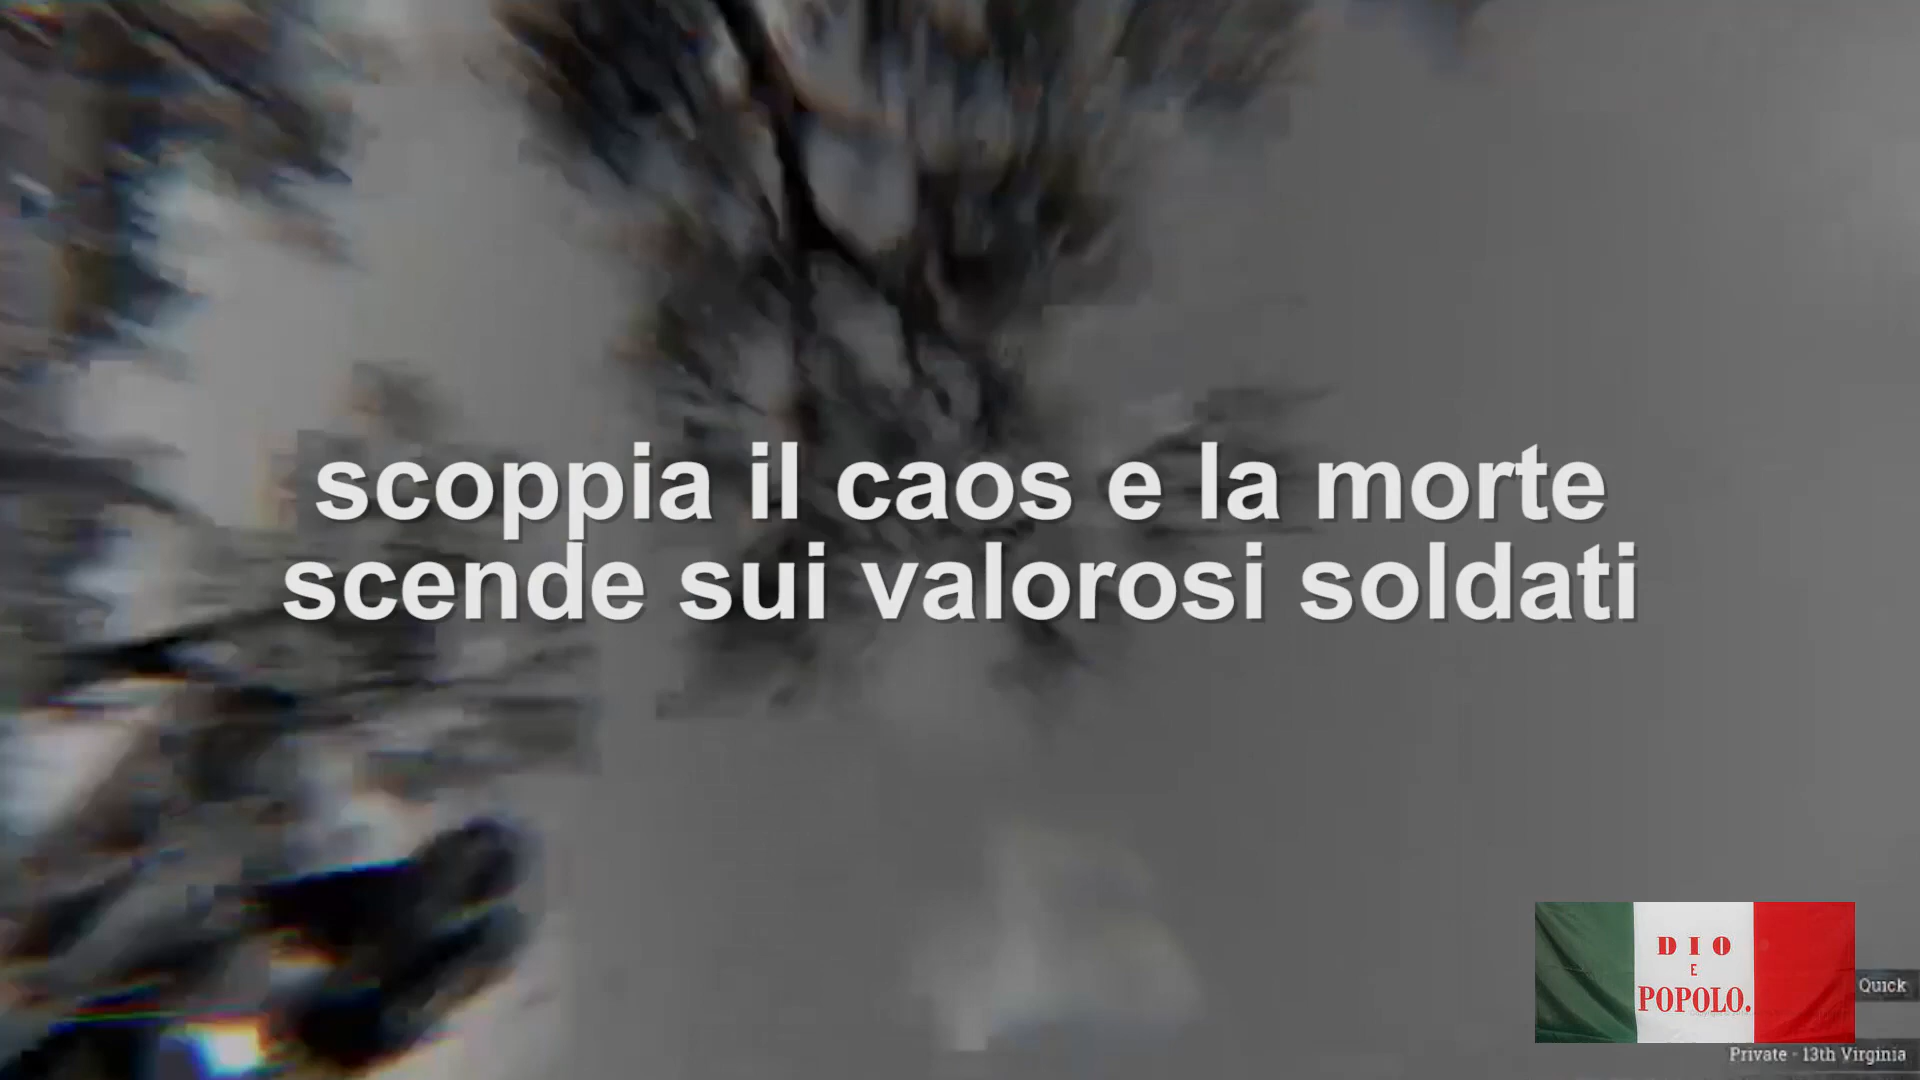 scoppia il caos e la morte
scende sui valorosi soldati
DIO
E
POPOLO.
Quick
Private - 13th Virginia